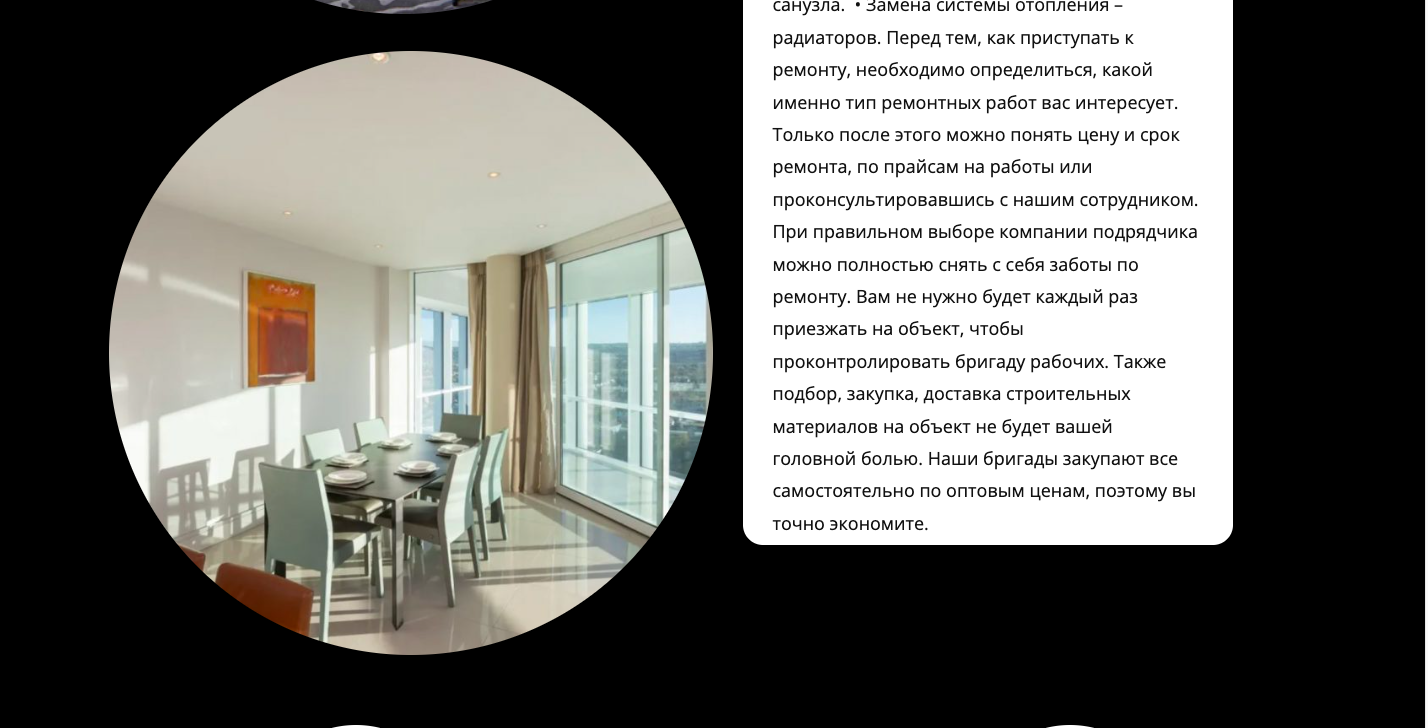 санузла. • Замена системы отопления –
радиаторов. Перед тем, как приступать к
ремонту, необходимо определиться, какой
именно тип ремонтных работ вас интересует.
Только после этого можно понять цену и срок
ремонта, по прайсам на работы или
проконсультировавшись с нашим сотрудником.
При правильном выборе компании подрядчика
можно полностью снять с себя заботы по
ремонту. Вам не нужно будет каждый раз
приезжать на объект, чтобы
проконтролировать бригаду рабочих. Также
подбор, закупка, доставка строительных
материалов на объект не будет вашей
головной болью. Наши бригады закупают все
самостоятельно по оптовым ценам, поэтому вы
точно экономите.